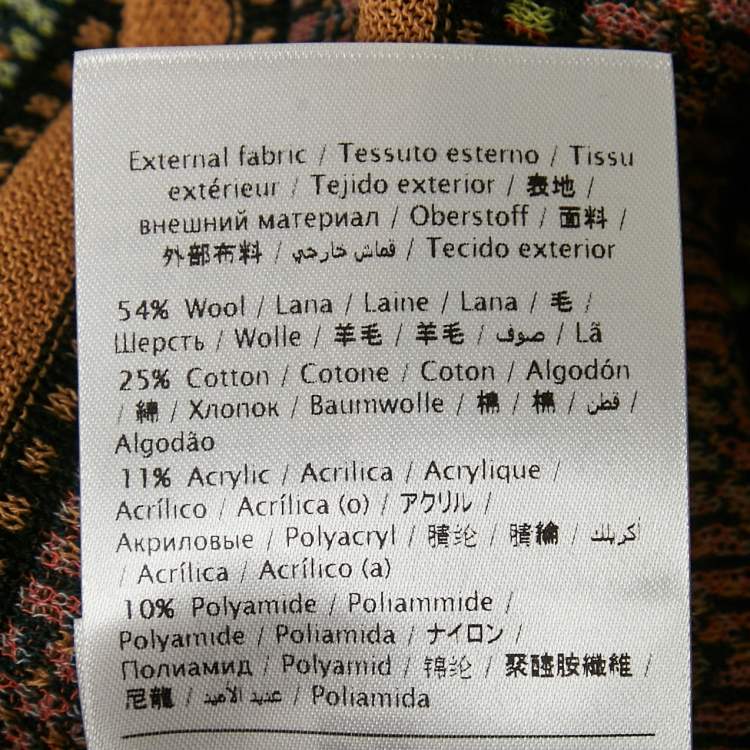 External fabric / Tessuto esterno / Tissu
extérieur / Tejido exterior / 表地 /
внешний материал / Oberstoff / 面料 /
外部布料 / قماش خارجي / Tecido exterior
54% Wool / Lana / Laine / Lana / 毛 /
Шерсть / Wolle / 羊毛 / 羊毛 / صوف / Lã
25% Cotton / Cotone / Coton / Algodón
/ 綿 / Хлопок / Baumwolle / 棉 / 棉 / قطن /
Algodão
11% Acrylic / Acrilica / Acrylique /
Acrílico / Acrílica (o) / アクリル /
Акриловые / Polyacryl / 腈纶 / 腈綸 / اكريلك
/ Acrílica / Acrílico (a)
10% Polyamide / Poliammide /
Polyamide / Poliamida / ナイロン /
Полиамид / Polyamid / 锦纶 / 聚醯胺纖維 /
尼龍 / عديد الأميد / Poliamida